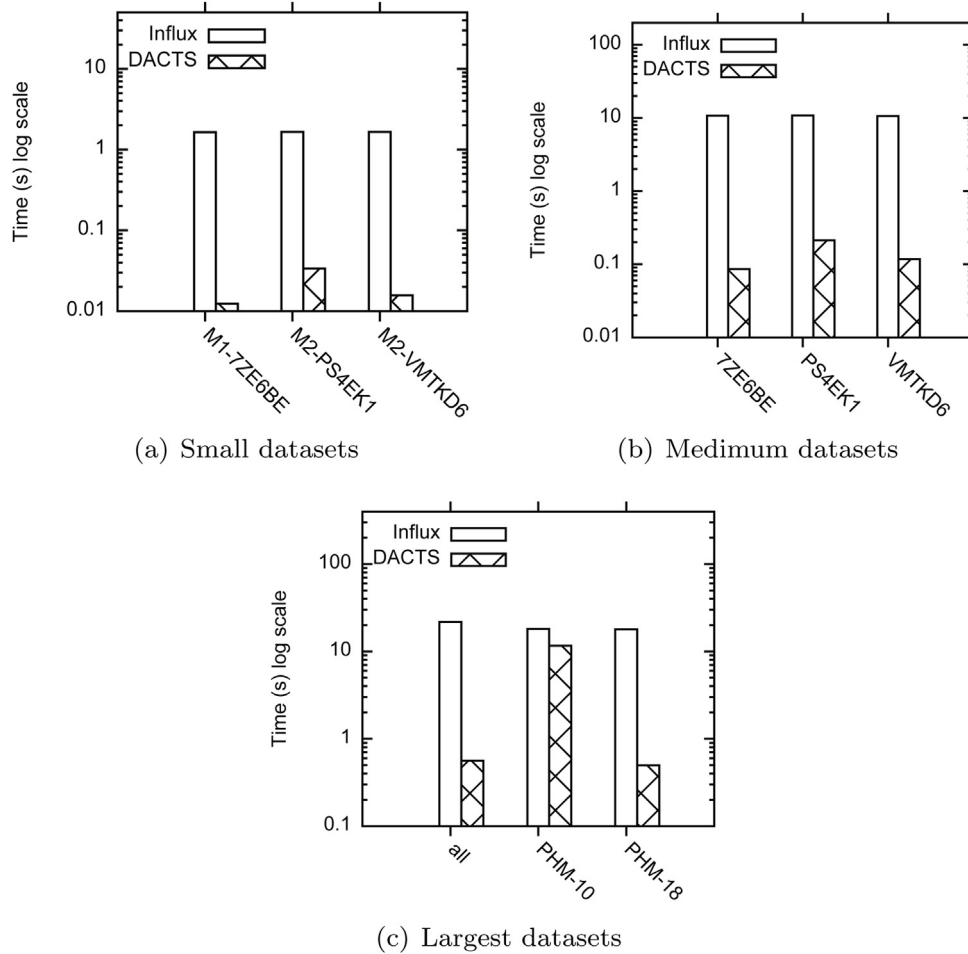 Influx
DACTS
10
1
0.1
0.01
Time (s) log scale
M1-7ZE6BE
M2-PS4EK1
M2-VMTKD6
(a) Small datasets
Influx
DACTS
100
10
1
0.1
0.01
Time (s) log scale
7ZE6BE
PS4EK1
VMTKD6
(b) Medimum datasets
Influx
DACTS
100
10
1
0.1
Time (s) log scale
all
PHM-10
PHM-18
(c) Largest datasets